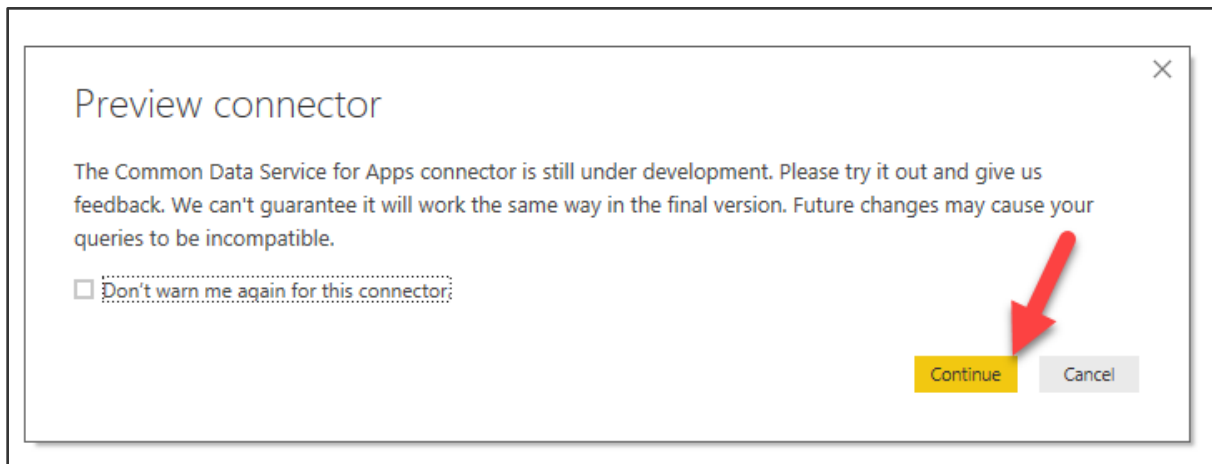 Preview connector
The Common Data Service for Apps connector is still under development. Please try it out and give us
feedback. We can't guarantee it will work the same way in the final version. Future changes may cause your
queries to be incompatible.
Don't warn me again for this connector.
Continue
Cancel